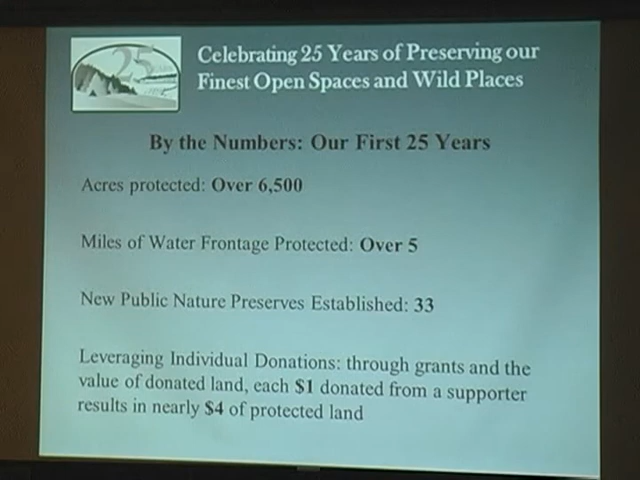 25
Celebrating 25 Years of Preserving our
Finest Open Spaces and Wild Places
By the Numbers: Our First 25 Years
Acres protected: Over 6,500
Miles of Water Frontage Protected: Over 5
New Public Nature Preserves Established: 33
Leveraging Individual Donations: through grants and the
value of donated land, each $1 donated from a supporter
results in nearly $4 of protected land